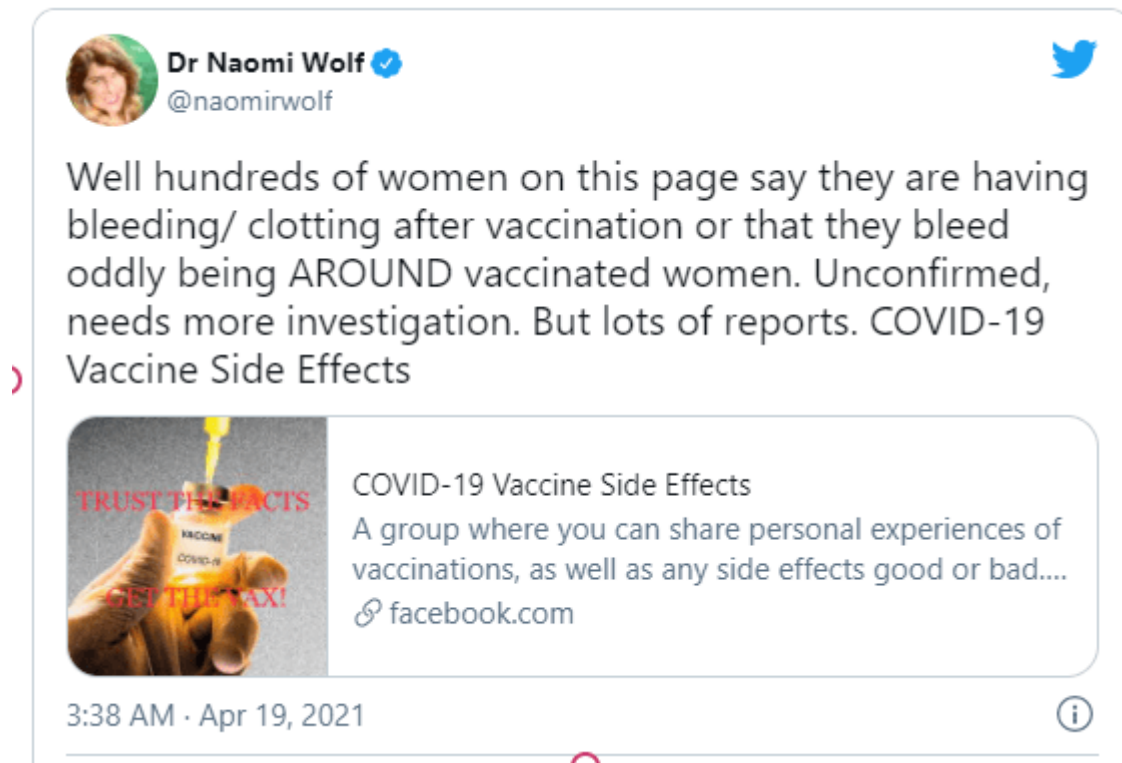 Dr Naomi Wolf
@naomirwolf
Well hundreds of women on this page say they are having
bleeding/ clotting after vaccination or that they bleed
oddly being AROUND vaccinated women. Unconfirmed,
needs more investigation. But lots of reports. COVID-19
Vaccine Side Effects
TRUST THE FACTS
VACCINE
COVID-19
GET THE VAX!
COVID-19 Vaccine Side Effects
A group where you can share personal experiences of
vaccinations, as well as any side effects good or bad....
facebook.com
3:38 AM · Apr 19, 2021